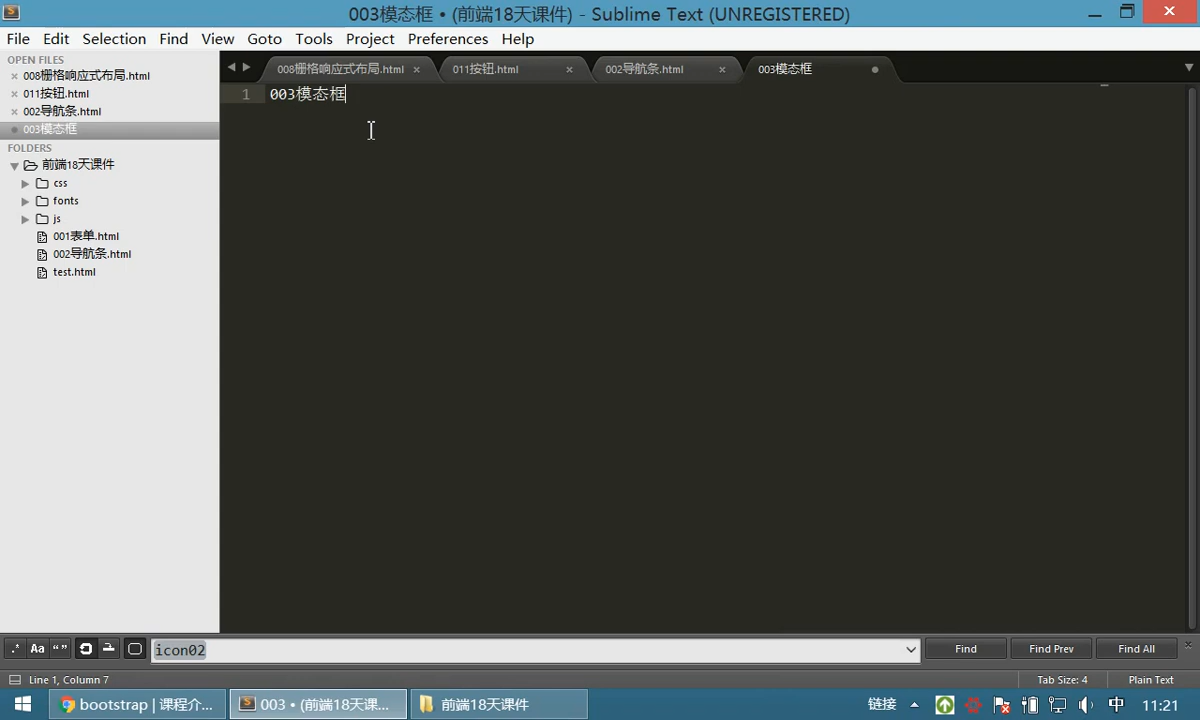 003模态框 • (前端18天课件) - Sublime Text (UNREGISTERED)
File Edit Selection Find View Goto Tools Project Preferences Help
OPEN FILES
008栅格响应式布局.html
011按钮.html
002导航条.html
003模态框
FOLDERS
前端18天课件
css
fonts
js
001表单.html
002导航条.html
test.html
008栅格响应式布局.html 011按钮.html 002导航条.html 003模态框
1 003模态框
.* Aa “” icon02 Find Find Prev Find All
Line 1, Column 7 Tab Size: 4 Plain Text
bootstrap | 课程介... 003 • (前端18天课... 前端18天课件 链接 中 11:21